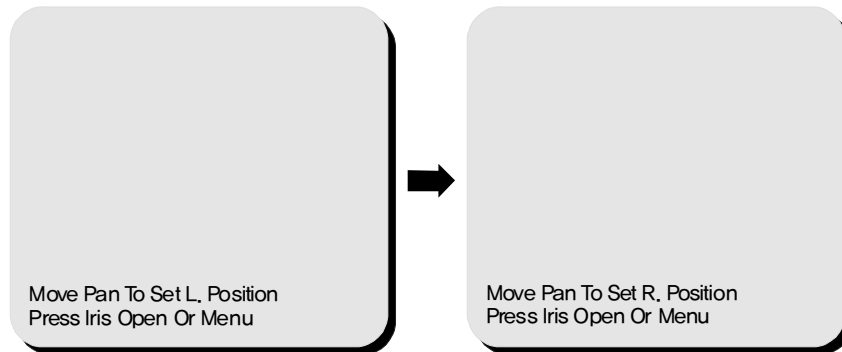 Move Pan To Set L. Position
Press Iris Open Or Menu
Move Pan To Set R. Position
Press Iris Open Or Menu